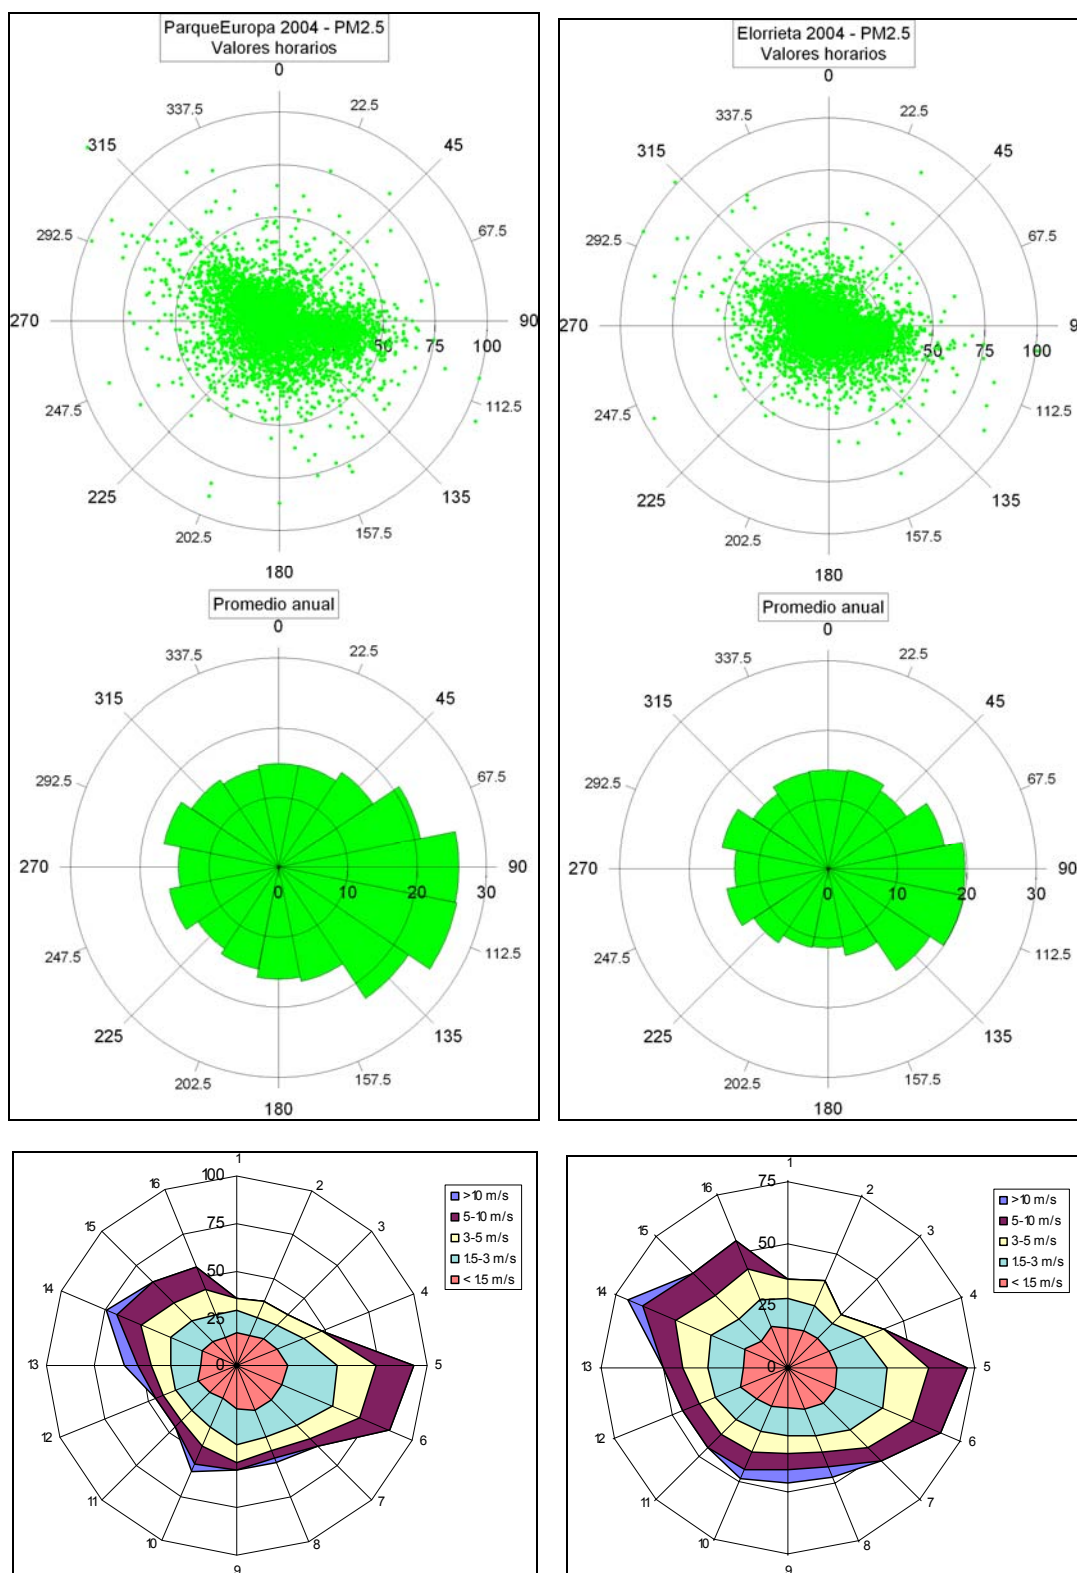 ParqueEuropa 2004 - PM2.5
Valores horarios
0
337.5 22.5
315 45
292.5 67.5
270 90
50 75 100
247.5 112.5
225 135
202.5 157.5
180
Promedio anual
0
337.5 22.5
315 45
292.5 67.5
270 90
0 10 20 30
247.5 112.5
225 135
202.5 157.5
180
Elorrieta 2004 - PM2.5
Valores horarios
0
337.5 22.5
315 45
292.5 67.5
270 9
50 75 100
247.5 112.5
225 135
202.5 157.5
180
Promedio anual
0
337.5 22.5
315 45
292.5 67.5
270 90
0 10 20 30
247.5 112.5
225 135
202.5 157.5
180
1
16 100 2
15 75 3
14 50 4
25
13 0 5
12 6
11 7
10 8
9
>10 m/s
5-10 m/s
3-5 m/s
1.5-3 m/s
< 1.5 m/s
1
16 75 2
15 50 3
14 25 4
13 0 5
12 6
11 7
10 8
9
>10 m/s
5-10 m/s
3-5 m/s
1.5-3 m/s
< 1.5 m/s